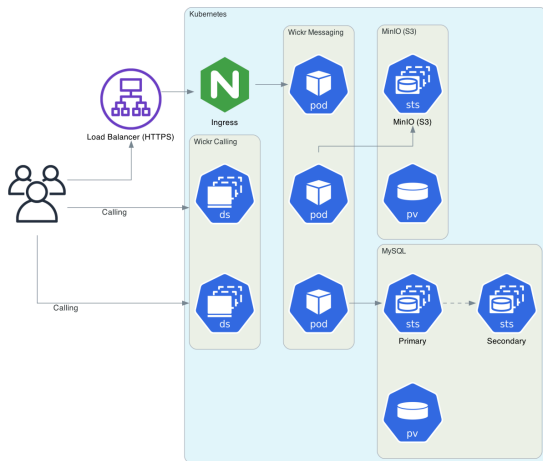 Kubernetes
Wickr Messaging
MinIO (S3)
N
pod
sts
Ingress
MinIO (S3)
Load Balancer (HTTPS)
Wickr Calling
ds
pod
pv
Calling
MySQL
ds
pod
sts
sts
Calling
Primary
Secondary
pv